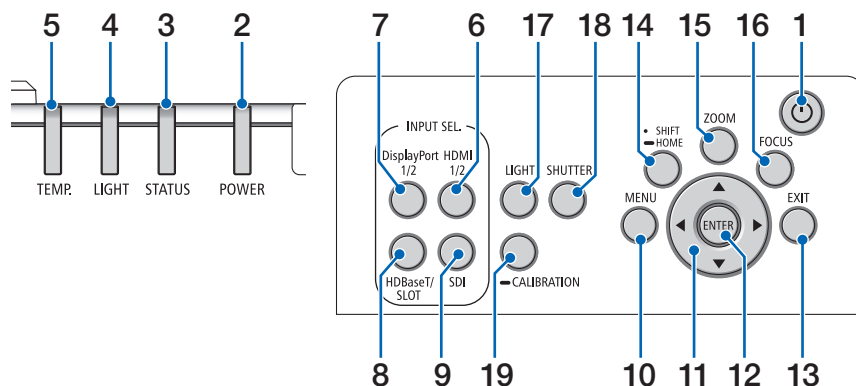 5 4 3 2 7 6 17 18 14 15 16 1
INPUT SEL.
• SHIFT
HOME
ZOOM
FOCUS
DisplayPort
1/2
HDMI
1/2
LIGHT
SHUTTER
TEMP.
LIGHT
STATUS
POWER
MENU
ENTER
EXIT
HDBaseT/
SLOT
SDI
CALIBRATION
8 9 19 10 11 12 13